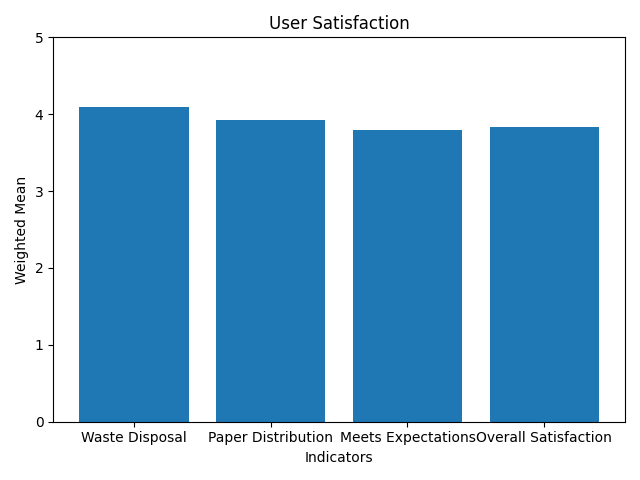 User Satisfaction
5
4
3
2
1
0
Weighted Mean
Waste Disposal Paper Distribution Meets Expectations Overall Satisfaction
Indicators